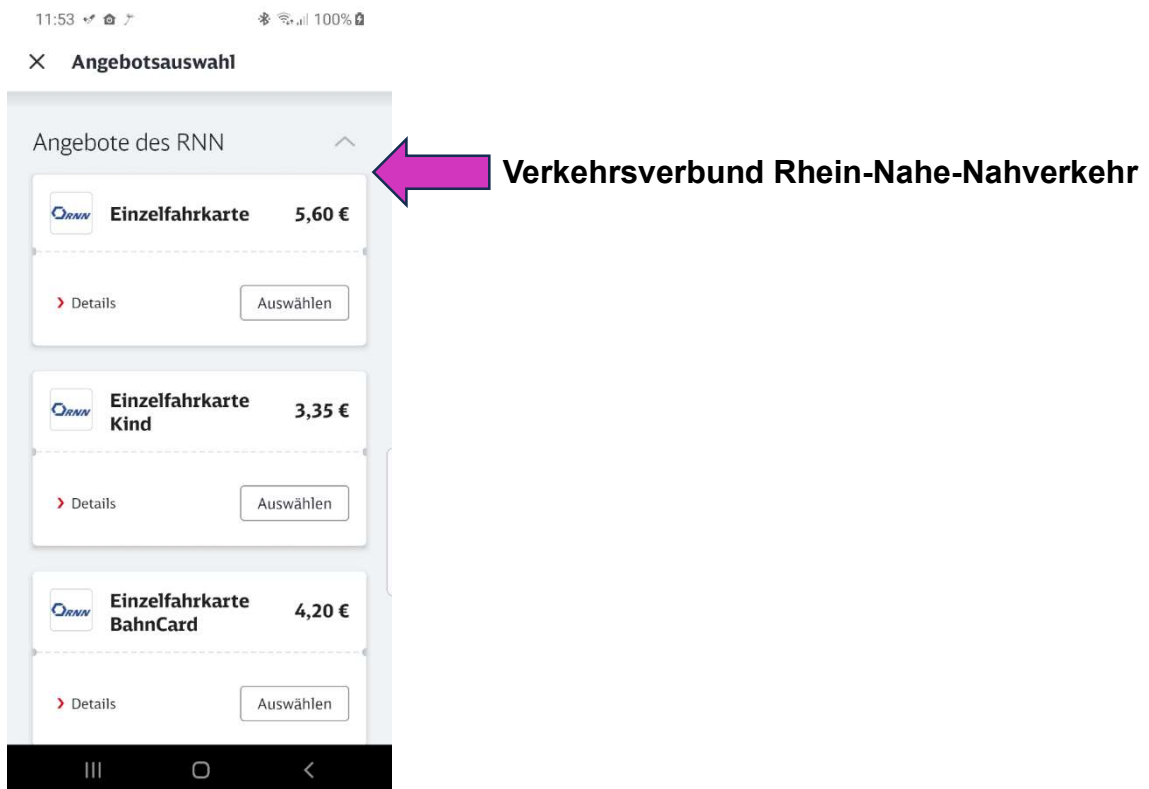 11:53 100%
Angebotsauswahl
Angebote des RNN
Verkehrsverbund Rhein-Nahe-Nahverkehr
RNN Einzelfahrkarte 5,60 €
Details Auswählen
RNN Einzelfahrkarte
Kind 3,35 €
Details Auswählen
RNN Einzelfahrkarte
BahnCard 4,20 €
Details Auswählen